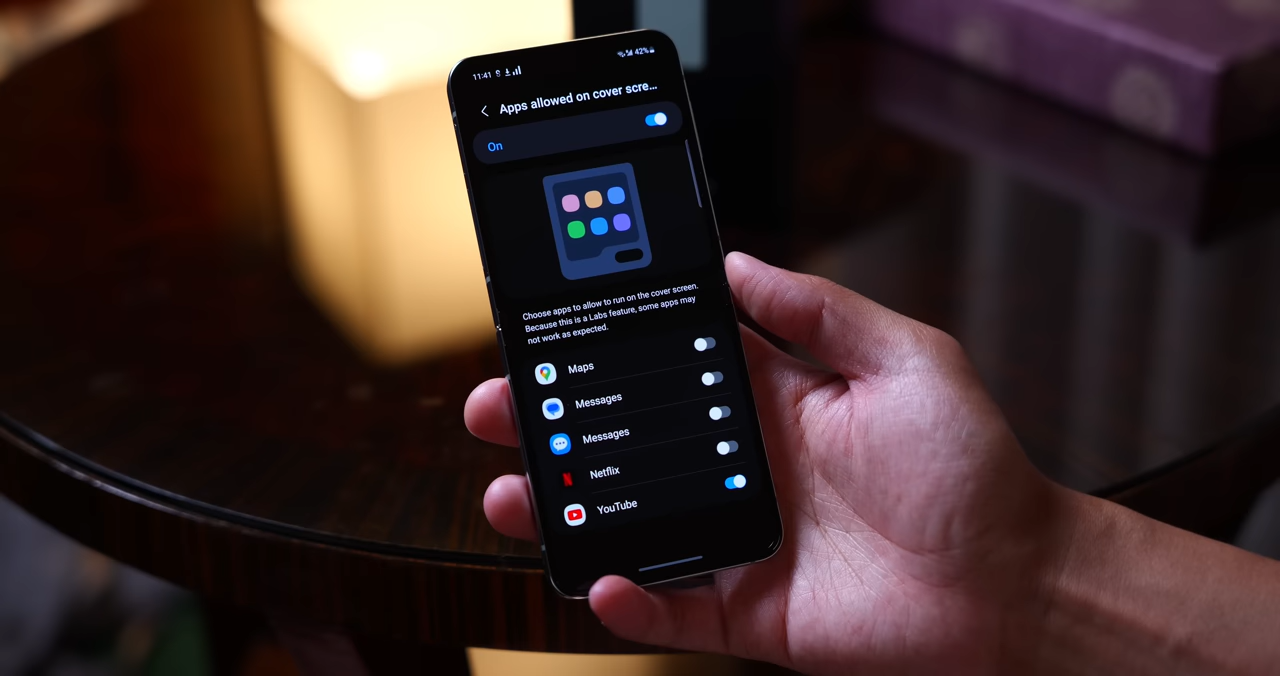 11:41
42%
Apps allowed on cover scre...
On
Choose apps to allow to run on the cover screen.
Because this is a Labs feature, some apps may
not work as expected.
Maps
Messages
Messages
Netflix
YouTube